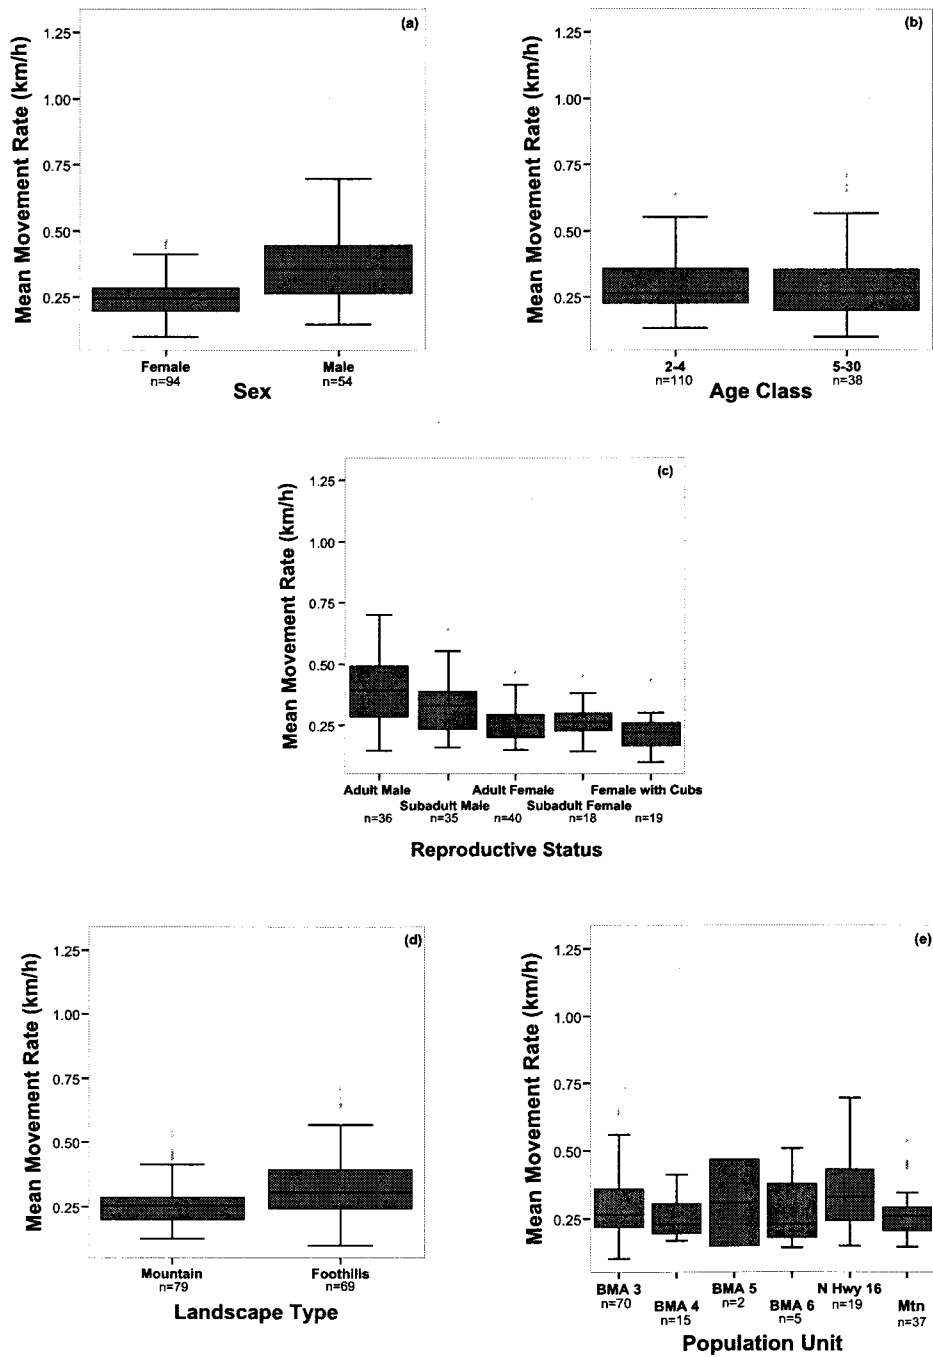 (a)
Mean Movement Rate (km/h)
1.25
1.00
0.75
0.50
0.25
Female
n=94
Male
n=54
Sex
(b)
Mean Movement Rate (km/h)
1.25
1.00
0.75
0.50
0.25
2-4
n=110
5-30
n=38
Age Class
(c)
Mean Movement Rate (km/h)
1.25
1.00
0.75
0.50
0.25
Adult Male Adult Female Female with Cubs
Subadult Male Subadult Female
n=36 n=35 n=40 n=18 n=19
Reproductive Status
(d)
Mean Movement Rate (km/h)
1.25
1.00
0.75
0.50
0.25
Mountain
n=79
Foothills
n=69
Landscape Type
(e)
Mean Movement Rate (km/h)
1.25
1.00
0.75
0.50
0.25
BMA 3
n=70
BMA 4
n=15
BMA 5
n=2
BMA 6
n=5
N Hwy 16
n=19
Mtn
n=37
Population Unit